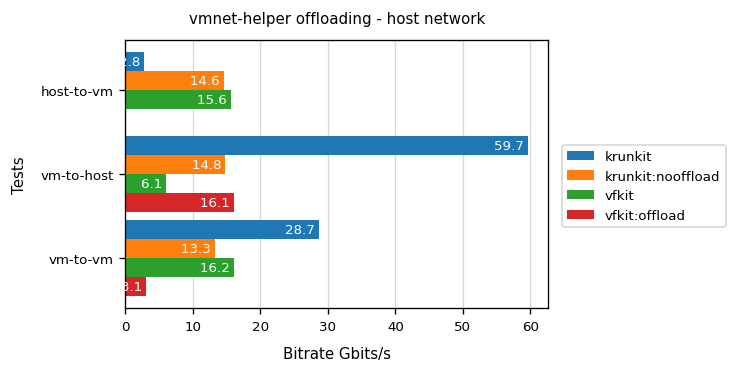 vmnet-helper offloading - host network
Tests
host-to-vm
2.8
14.6
15.6
vm-to-host
59.7
14.8
6.1
16.1
vm-to-vm
28.7
13.3
16.2
3.1
0 10 20 30 40 50 60
Bitrate Gbits/s
krunkit
krunkit:nooffload
vfkit
vfkit:offload